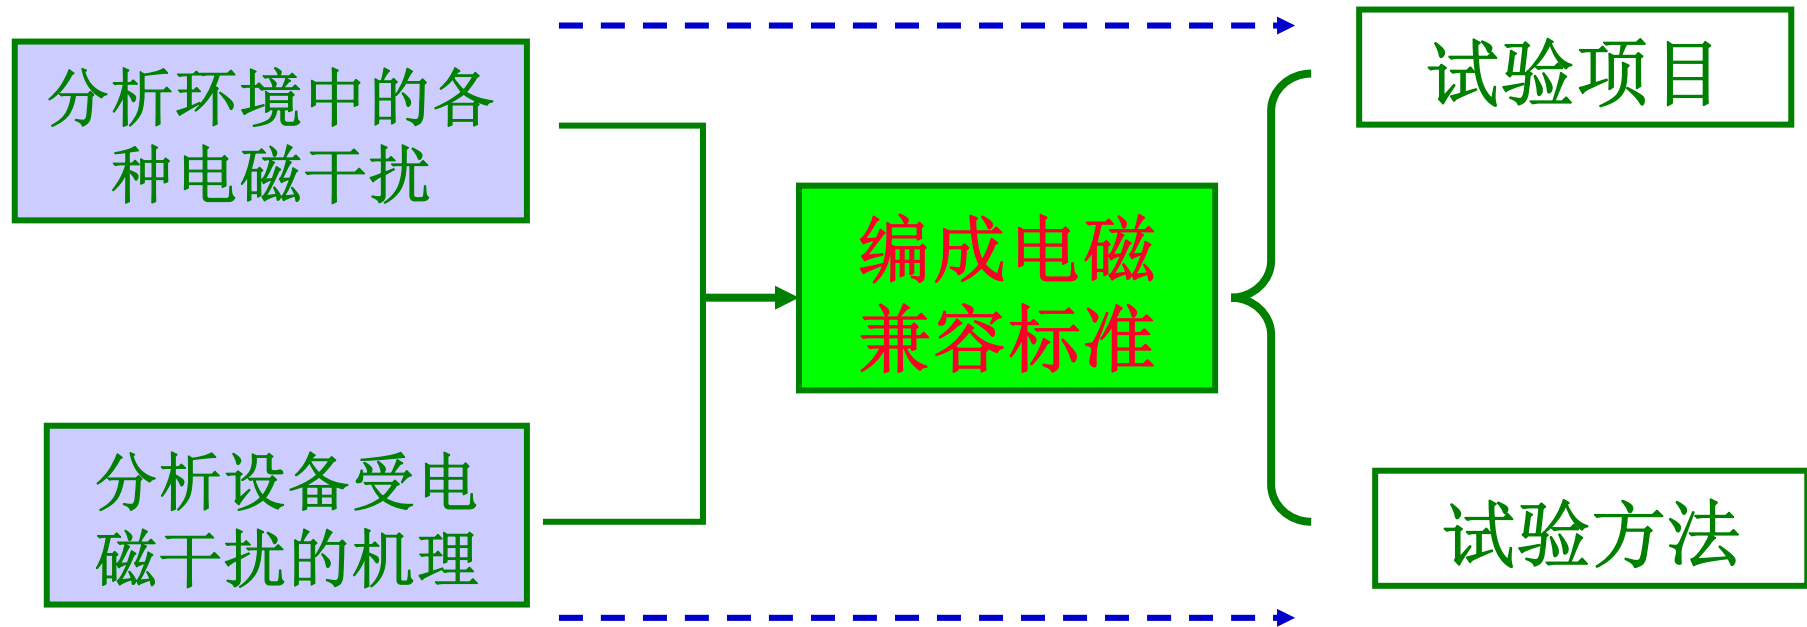 分析环境中的各
种电磁干扰
分析设备受电
磁干扰的机理
编成电磁
兼容标准
试验项目
试验方法